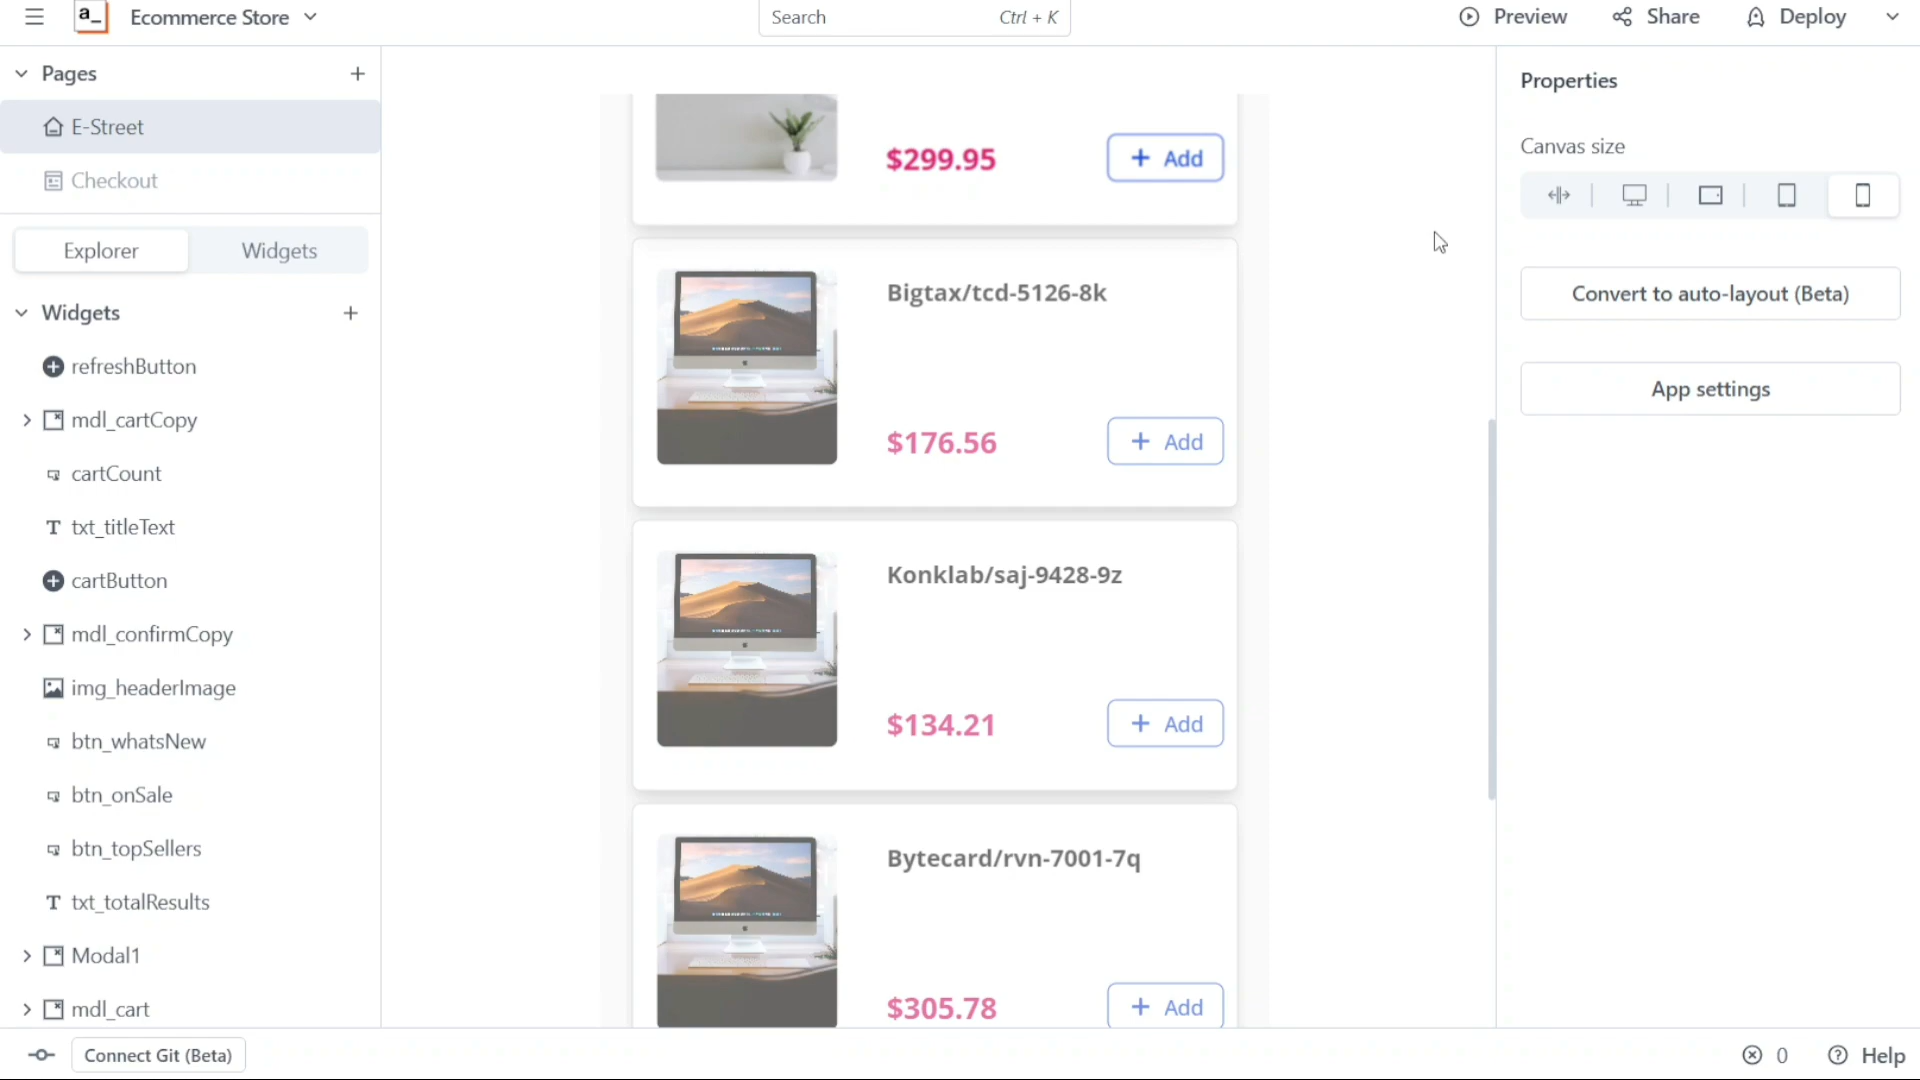 a_ Ecommerce Store Search Ctrl + K Preview Share Deploy
Pages
E-Street
Checkout
Explorer Widgets
Widgets
refreshButton
mdl_cartCopy
cartCount
txt_titleText
cartButton
mdl_confirmCopy
img_headerImage
btn_whatsNew
btn_onSale
btn_topSellers
txt_totalResults
Modal1
mdl_cart
Connect Git (Beta)
$299.95 + Add
Bigtax/tcd-5126-8k
$176.56 + Add
Konklab/saj-9428-9z
$134.21 + Add
Bytecard/rvn-7001-7q
$305.78 + Add
Properties
Canvas size
Convert to auto-layout (Beta)
App settings
0 Help